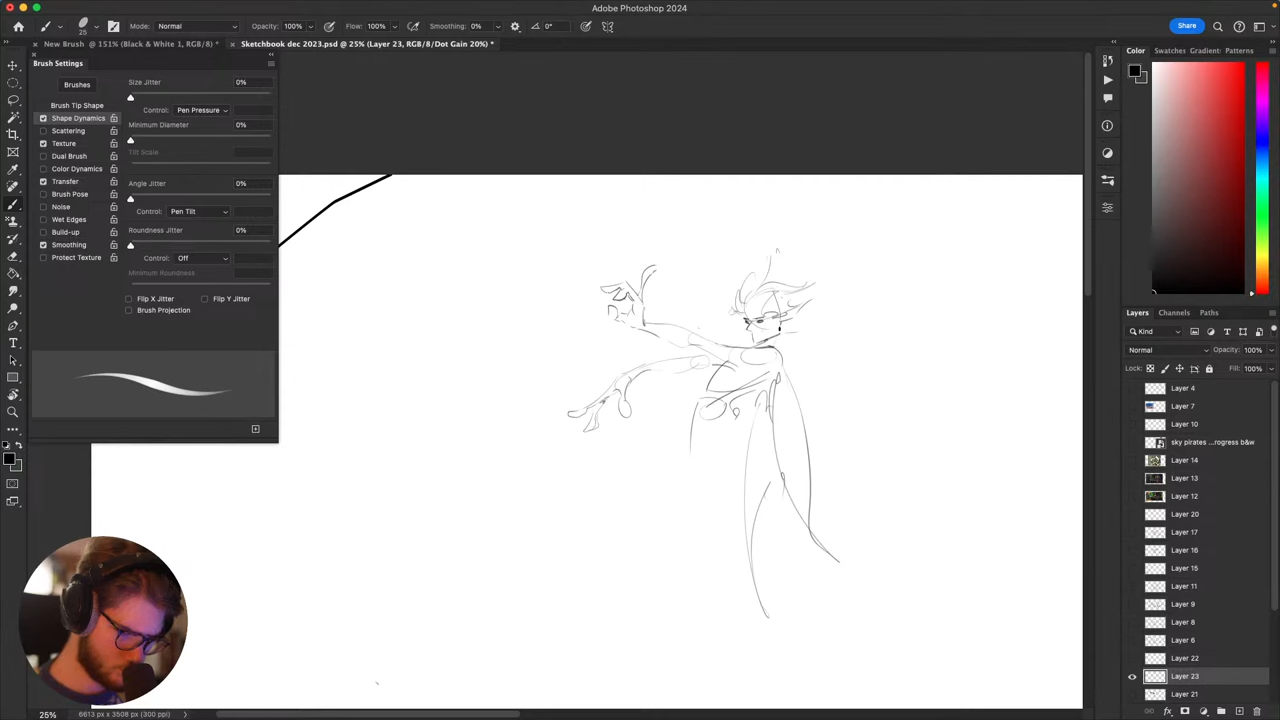 Adobe Photoshop 2024
25
Mode: Normal
Opacity: 100%
Flow: 100%
Smoothing: 0%
0°
Share
New Brush @ 151% (Black & White 1, RGB/8) *
Sketchbook dec 2023.psd @ 25% (Layer 23, RGB/8/Dot Gain 20%) *
Brush Settings
Brushes
Brush Tip Shape
Shape Dynamics
Scattering
Texture
Dual Brush
Color Dynamics
Transfer
Brush Pose
Noise
Wet Edges
Build-up
Smoothing
Protect Texture
Size Jitter 0%
Control: Pen Pressure
Minimum Diameter 0%
Tilt Scale
Angle Jitter 0%
Control: Pen Tilt
Roundness Jitter 0%
Control: Off
Minimum Roundness
Flip X Jitter
Flip Y Jitter
Brush Projection
Color
Swatches
Gradient:
Patterns
Layers
Channels
Paths
Kind
Normal
Opacity: 100%
Lock:
Fill: 100%
Layer 4
Layer 7
Layer 10
sky pirates ...rogress b&w
Layer 14
Layer 13
Layer 12
Layer 20
Layer 17
Layer 16
Layer 15
Layer 11
Layer 9
Layer 8
Layer 6
Layer 22
Layer 23
Layer 21
fx
25%
6613 px x 3508 px (300 ppi)